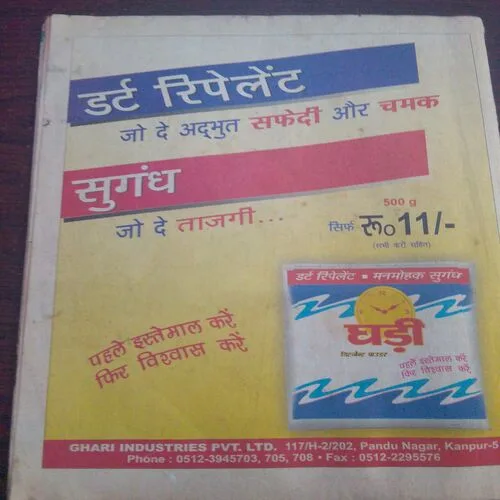 डर्ट रिपेलेंट
जो दे अद्भुत सफेदी और चमक
सुगंध
जो दे ताजगी...
500 g
सिर्फ रू० 11/-
(सभी करों सहित)
डर्ट रिपेलेंट • मनमोहक सुगंध
घड़ी
डिटर्जेन्ट पाउडर
पहले इस्तेमाल करें
फिर विश्वास करें
पहले इस्तेमाल करें
फिर विश्वास करें
GHARI INDUSTRIES PVT. LTD. 117/H-2/202, Pandu Nagar, Kanpur-5
Phone : 0512-3945703, 705, 708 • Fax : 0512-2295576